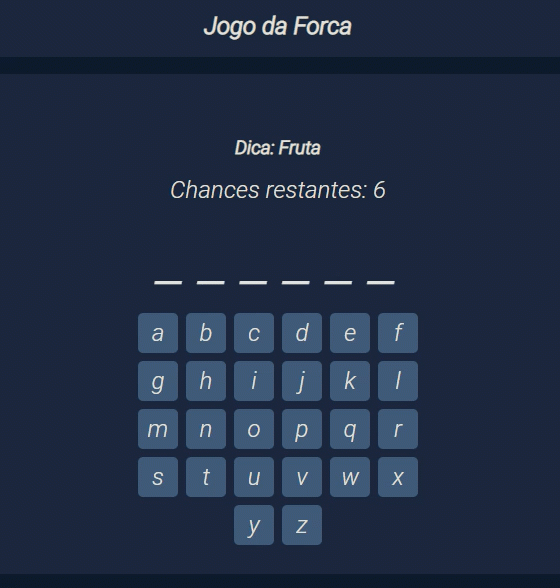 Jogo da Forca
Dica: Fruta
Chances restantes: 6
_ _ _ _ _ _
a b c d e f
g h i j k l
m n o p q r
s t u v w x
y z